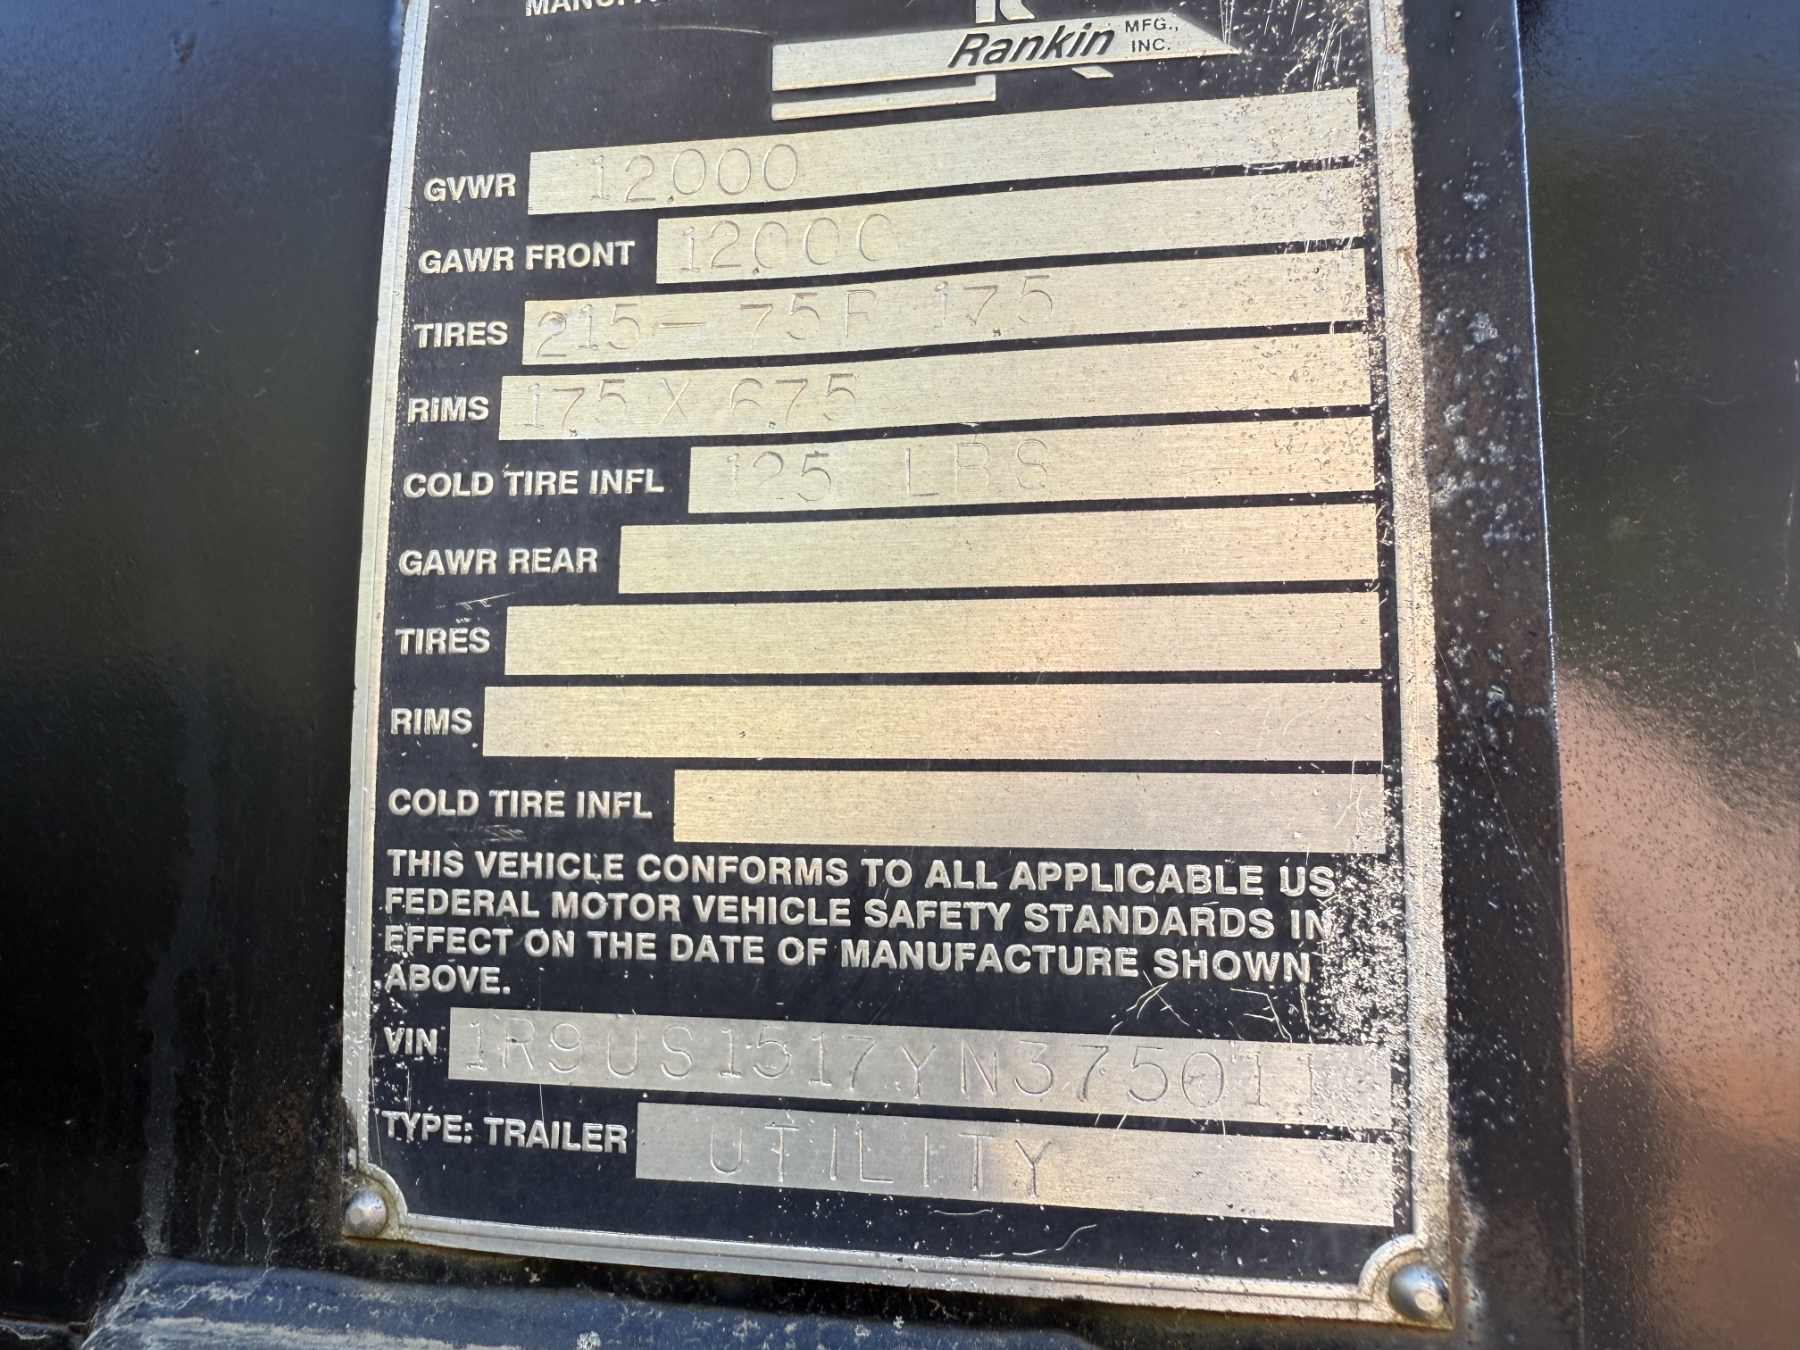 Rankin MFG., INC.
GVWR 12000
GAWR FRONT 12000
TIRES 215-75R 175
RIMS 175 X 675
COLD TIRE INFL 125 LBS
GAWR REAR
TIRES
RIMS
COLD TIRE INFL
THIS VEHICLE CONFORMS TO ALL APPLICABLE US
FEDERAL MOTOR VEHICLE SAFETY STANDARDS IN
EFFECT ON THE DATE OF MANUFACTURE SHOWN
ABOVE.
VIN 1R9US1517YN375011
TYPE: TRAILER UTILITY